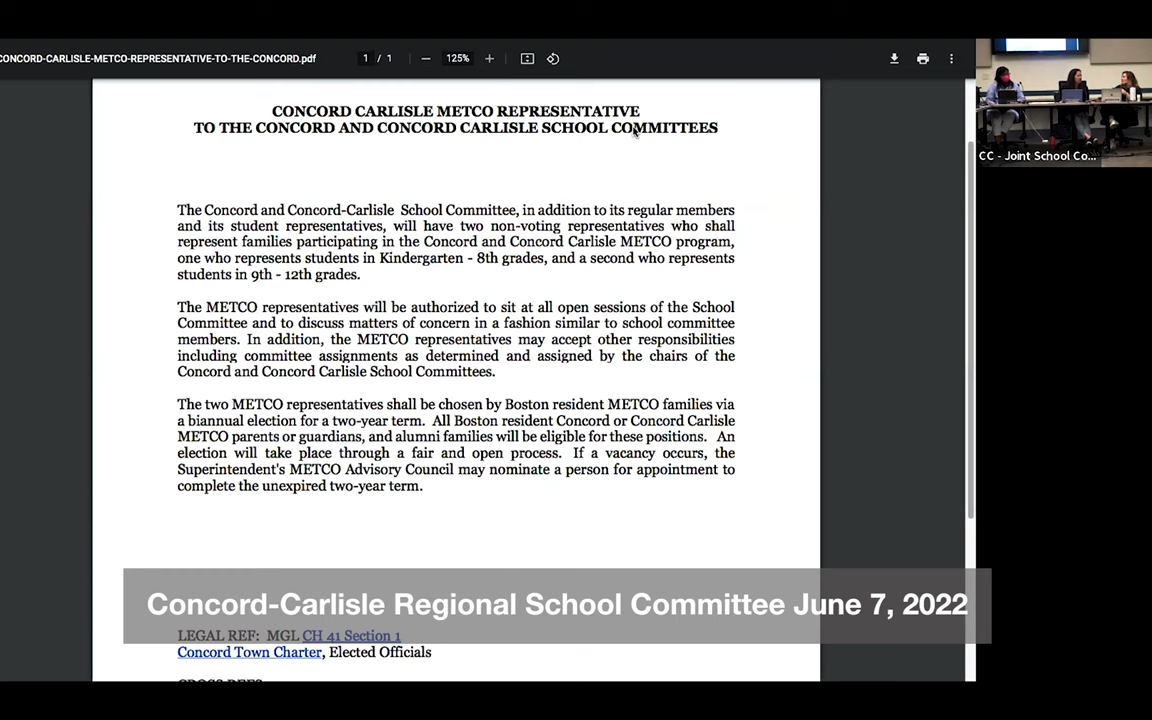 CONCORD-CARLISLE-METCO-REPRESENTATIVE-TO-THE-CONCORD.pdf
1 / 1
125%
CONCORD CARLISLE METCO REPRESENTATIVE
TO THE CONCORD AND CONCORD CARLISLE SCHOOL COMMITTEES
CC - Joint School Co...
The Concord and Concord-Carlisle School Committee, in addition to its regular members
and its student representatives, will have two non-voting representatives who shall
represent families participating in the Concord and Concord Carlisle METCO program,
one who represents students in Kindergarten - 8th grades, and a second who represents
students in 9th - 12th grades.
The METCO representatives will be authorized to sit at all open sessions of the School
Committee and to discuss matters of concern in a fashion similar to school committee
members. In addition, the METCO representatives may accept other responsibilities
including committee assignments as determined and assigned by the chairs of the
Concord and Concord Carlisle School Committees.
The two METCO representatives shall be chosen by Boston resident METCO families via
a biannual election for a two-year term. All Boston resident Concord or Concord Carlisle
METCO parents or guardians, and alumni families will be eligible for these positions. An
election will take place through a fair and open process. If a vacancy occurs, the
Superintendent's METCO Advisory Council may nominate a person for appointment to
complete the unexpired two-year term.
Concord-Carlisle Regional School Committee June 7, 2022
LEGAL REF: MGL CH 41 Section 1
Concord Town Charter, Elected Officials